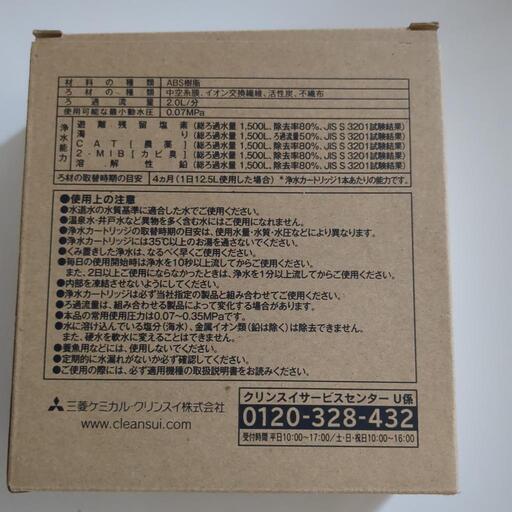 材料の種類 ABS樹脂
ろ材の種類 中空糸膜、イオン交換繊維、活性炭、不織布
ろ過流量 2.0L/分
使用可能な最小動水圧 0.07MPa
浄水能力
遊離残留塩素 (総ろ過水量 1,500L、除去率80%、JIS S 3201試験結果)
濁り (総ろ過水量 1,500L、ろ過流量80%、JIS S 3201試験結果)
CAT[農薬] (総ろ過水量 1,500L、除去率80%、JIS S 3201試験結果)
2-MIB[カビ臭] (総ろ過水量 1,500L、除去率80%、JIS S 3201試験結果)
溶解性鉛 (総ろ過水量 1,500L、除去率80%、JIS S 3201試験結果)
ろ材の取替時期の目安 4ヵ月(1日12.5L使用した場合) *浄水カートリッジ1本あたりの能力です。
●使用上の注意
●水道水の水質基準に適合した水でご使用ください。
●温泉水・井戸水など異物を多く含む水にはご使用になれません。
●浄水カートリッジの取替時期の目安は、使用水量・水質・水圧などにより異なります。
●浄水カートリッジには35℃以上のお湯を通さないでください。
●くみ置きした浄水は、なるべく早くご使用ください。
●毎日の使用開始時は浄水を10秒以上流してからご使用ください。
また、2日以上ご使用にならなかったときは、浄水を1分以上流してからご使用ください。
●内部を凍結させないでください。
●浄水カートリッジは必ず当社指定の製品と組み合わせてご使用ください。
●ろ過流量は、組み合わせる製品によって変化する場合があります。
●本品の常用使用圧力は0.07〜0.35MPaです。
●水に溶け込んでいる塩分(海水)、金属イオン類(鉛は除く)は除去できません。
また、硬水を軟水に変えることはできません。
●養魚用などには、使用しないでください。
●定期的に水漏れがないか必ず確認してください。
●ご使用の際には、必ず適用機種の取扱説明書をお読みください。
三菱ケミカル・クリンスイ株式会社
www.cleansui.com
クリンスイサービスセンター U係
0120-328-432
受付時間 平日10:00〜17:00/土・日・祝日10:00〜16:00